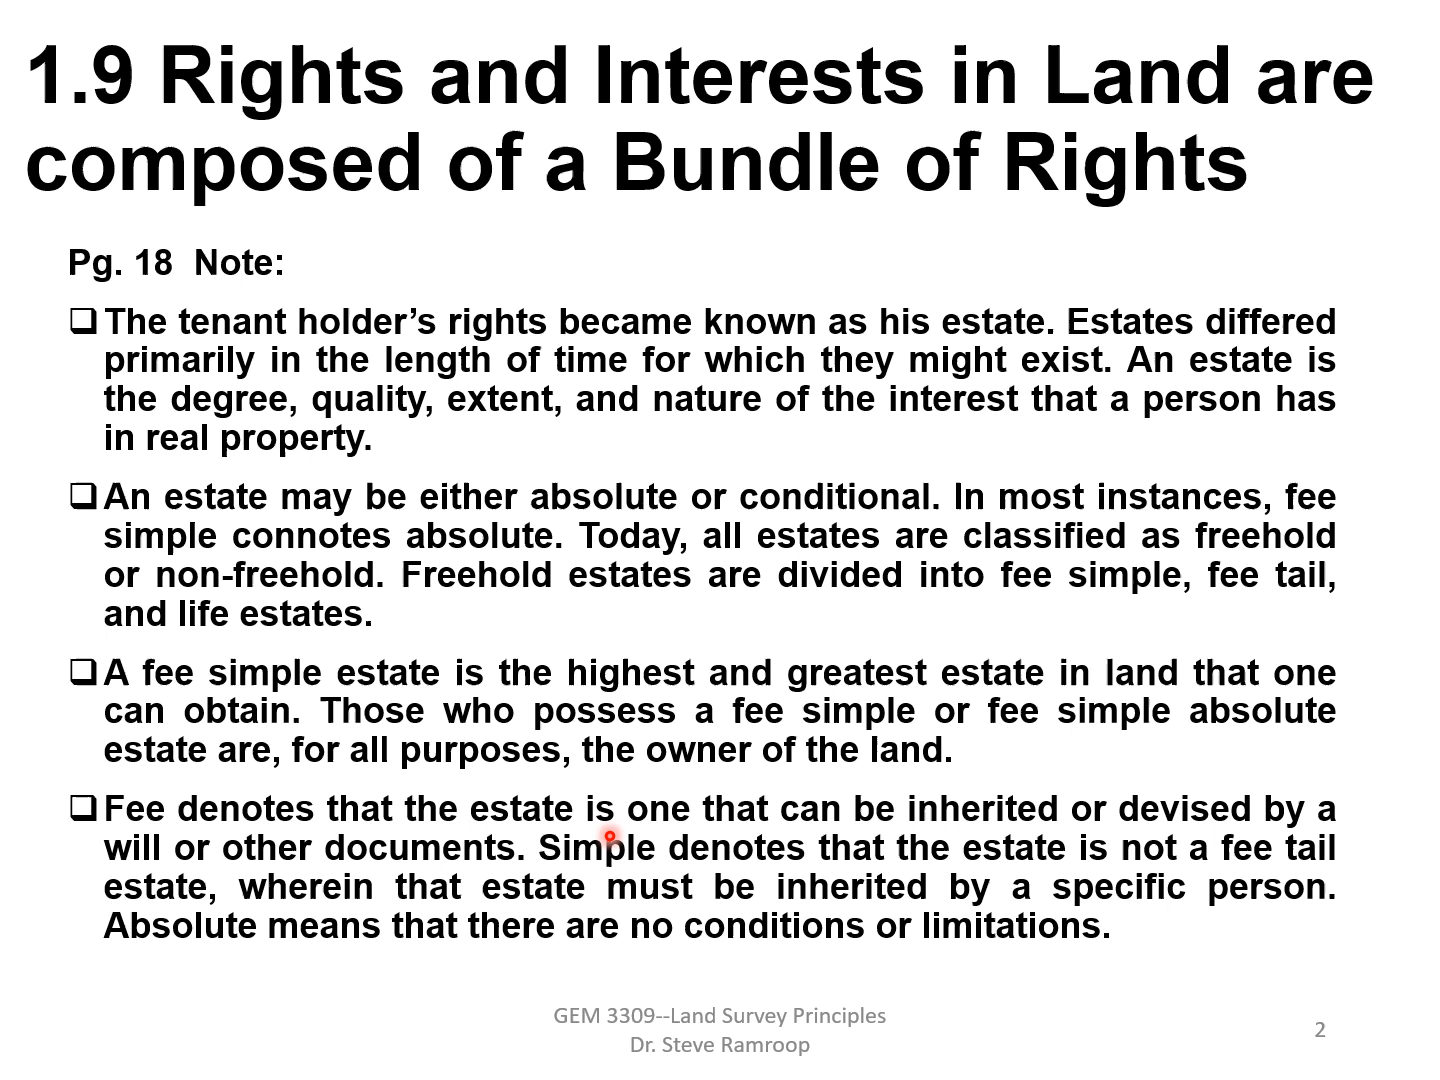 1.9 Rights and Interests in Land are
composed of a Bundle of Rights
Pg. 18  Note:
❑ The tenant holder’s rights became known as his estate. Estates differed
primarily in the length of time for which they might exist. An estate is
the degree, quality, extent, and nature of the interest that a person has
in real property.
❑ An estate may be either absolute or conditional. In most instances, fee
simple connotes absolute. Today, all estates are classified as freehold
or non-freehold. Freehold estates are divided into fee simple, fee tail,
and life estates.
❑ A fee simple estate is the highest and greatest estate in land that one
can obtain. Those who possess a fee simple or fee simple absolute
estate are, for all purposes, the owner of the land.
❑ Fee denotes that the estate is one that can be inherited or devised by a
will or other documents. Simple denotes that the estate is not a fee tail
estate, wherein that estate must be inherited by a specific person.
Absolute means that there are no conditions or limitations.
GEM 3309--Land Survey Principles
Dr. Steve Ramroop
2